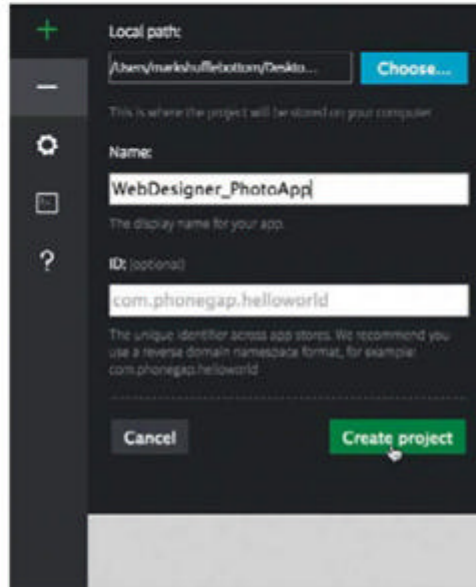 Local path:
/Users/markshufflebottom/Deskto...
Choose...
This is where the project will be stored on your computer
Name:
WebDesigner_PhotoApp
The display name for your app.
ID: (optional)
com.phonegap.helloworld
The unique identifier across app stores. We recommend you
use a reverse domain namespace format, for example:
com.phonegap.helloworld
Cancel
Create project